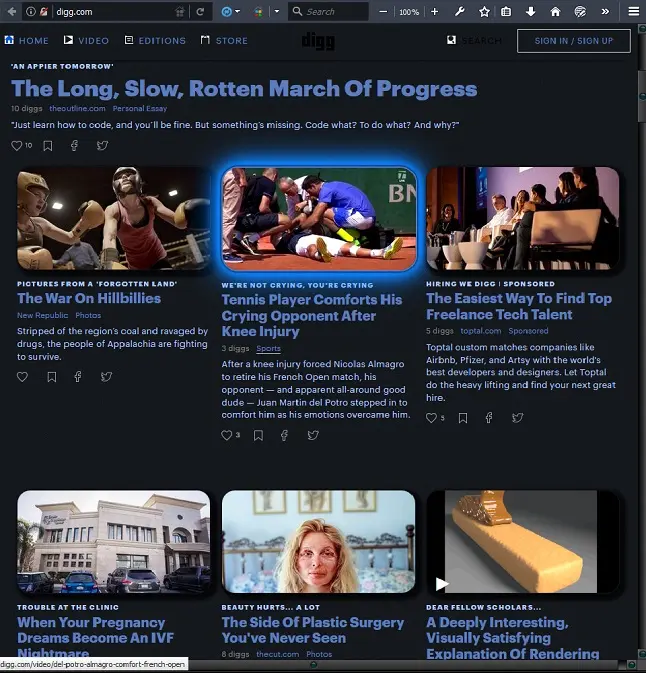 digg.com
100%
Search
HOME
VIDEO
EDITIONS
STORE
digg
SEARCH
SIGN IN / SIGN UP
'AN APPIER TOMORROW'
The Long, Slow, Rotten March Of Progress
10 diggs theoutline.com Personal Essay
"Just learn how to code, and you'll be fine. But something's missing. Code what? To do what? And why?"
10
PICTURES FROM A 'FORGOTTEN LAND'
The War On Hillbillies
New Republic Photos
Stripped of the region's coal and ravaged by
drugs, the people of Appalachia are fighting
to survive.
BN
WE'RE NOT CRYING, YOU'RE CRYING
Tennis Player Comforts His
Crying Opponent After
Knee Injury
3 diggs Sports
After a knee injury forced Nicolas Almagro
to retire his French Open match, his
opponent — and apparent all-around good
dude — Juan Martin del Potro stepped in to
comfort him as his emotions overcame him.
3
HIRING WE DIGG | SPONSORED
The Easiest Way To Find Top
Freelance Tech Talent
5 diggs toptal.com Sponsored
Toptal custom matches companies like
Airbnb, Pfizer, and Artsy with the world's
best developers and designers. Let Toptal
do the heavy lifting and find your next great
hire.
5
TROUBLE AT THE CLINIC
When Your Pregnancy
Dreams Become An IVF
Nightmare
BEAUTY HURTS... A LOT
The Side Of Plastic Surgery
You've Never Seen
6 diggs thecut.com Photos
DEAR FELLOW SCHOLARS...
A Deeply Interesting,
Visually Satisfying
Explanation Of Rendering
digg.com/video/del-potro-almagro-comfort-french-open